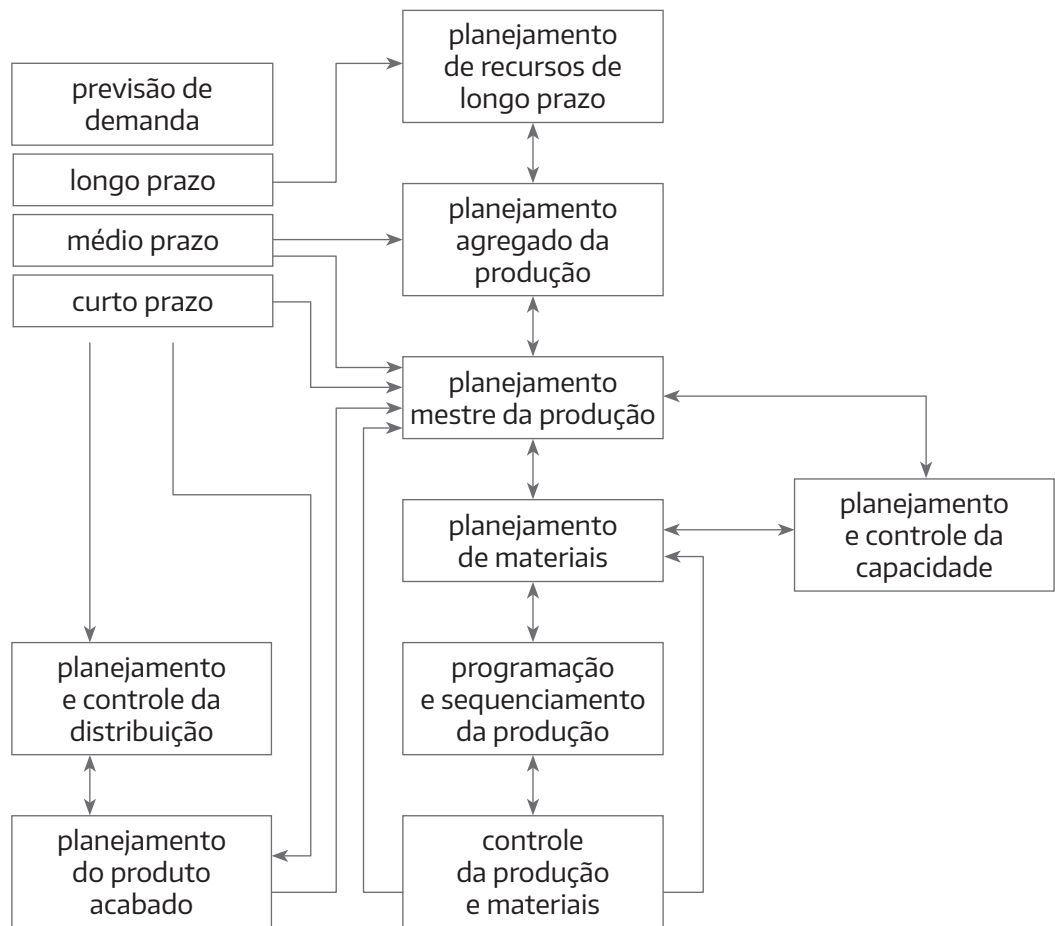 previsão de
demanda
longo prazo
médio prazo
curto prazo
planejamento
de recursos de
longo prazo
planejamento
agregado da
produção
planejamento
mestre da produção
planejamento
de materiais
planejamento
e controle da
capacidade
planejamento
e controle da
distribuição
programação
e sequenciamento
da produção
planejamento
do produto
acabado
controle
da produção
e materiais